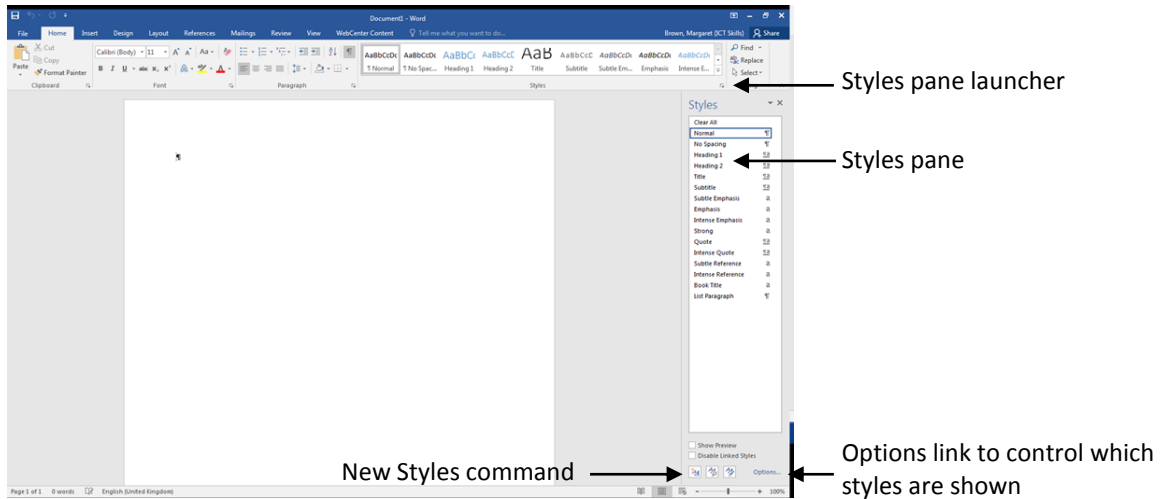 Document1 - Word
File Home Insert Design Layout References Mailings Review View WebCenter Content Tell me what you want to do... Brown, Margaret (ICT Skills) Share
Paste
Cut
Copy
Format Painter
Calibri (Body) 11
Find
Replace
Select
AaBbCcDc AaBbCcDc AaBbCc AaBbCcC AaB AaBbCcC AaBbCcDc AaBbCcDc AaBbCcDc
¶ Normal ¶ No Spac... Heading 1 Heading 2 Title Subtitle Subtle Em... Emphasis Intense E...
Clipboard Font Paragraph Styles
Styles pane launcher
Styles
Clear All
Normal ¶
No Spacing ¶
Heading 1 ¶a
Heading 2 ¶a
Title ¶a
Subtitle ¶a
Subtle Emphasis a
Emphasis a
Intense Emphasis a
Strong a
Quote ¶a
Intense Quote ¶a
Subtle Reference a
Intense Reference a
Book Title a
List Paragraph ¶
Styles pane
¶
Show Preview
Disable Linked Styles
Options...
New Styles command
Options link to control which
styles are shown
Page 1 of 1 0 words English (United Kingdom) 100%